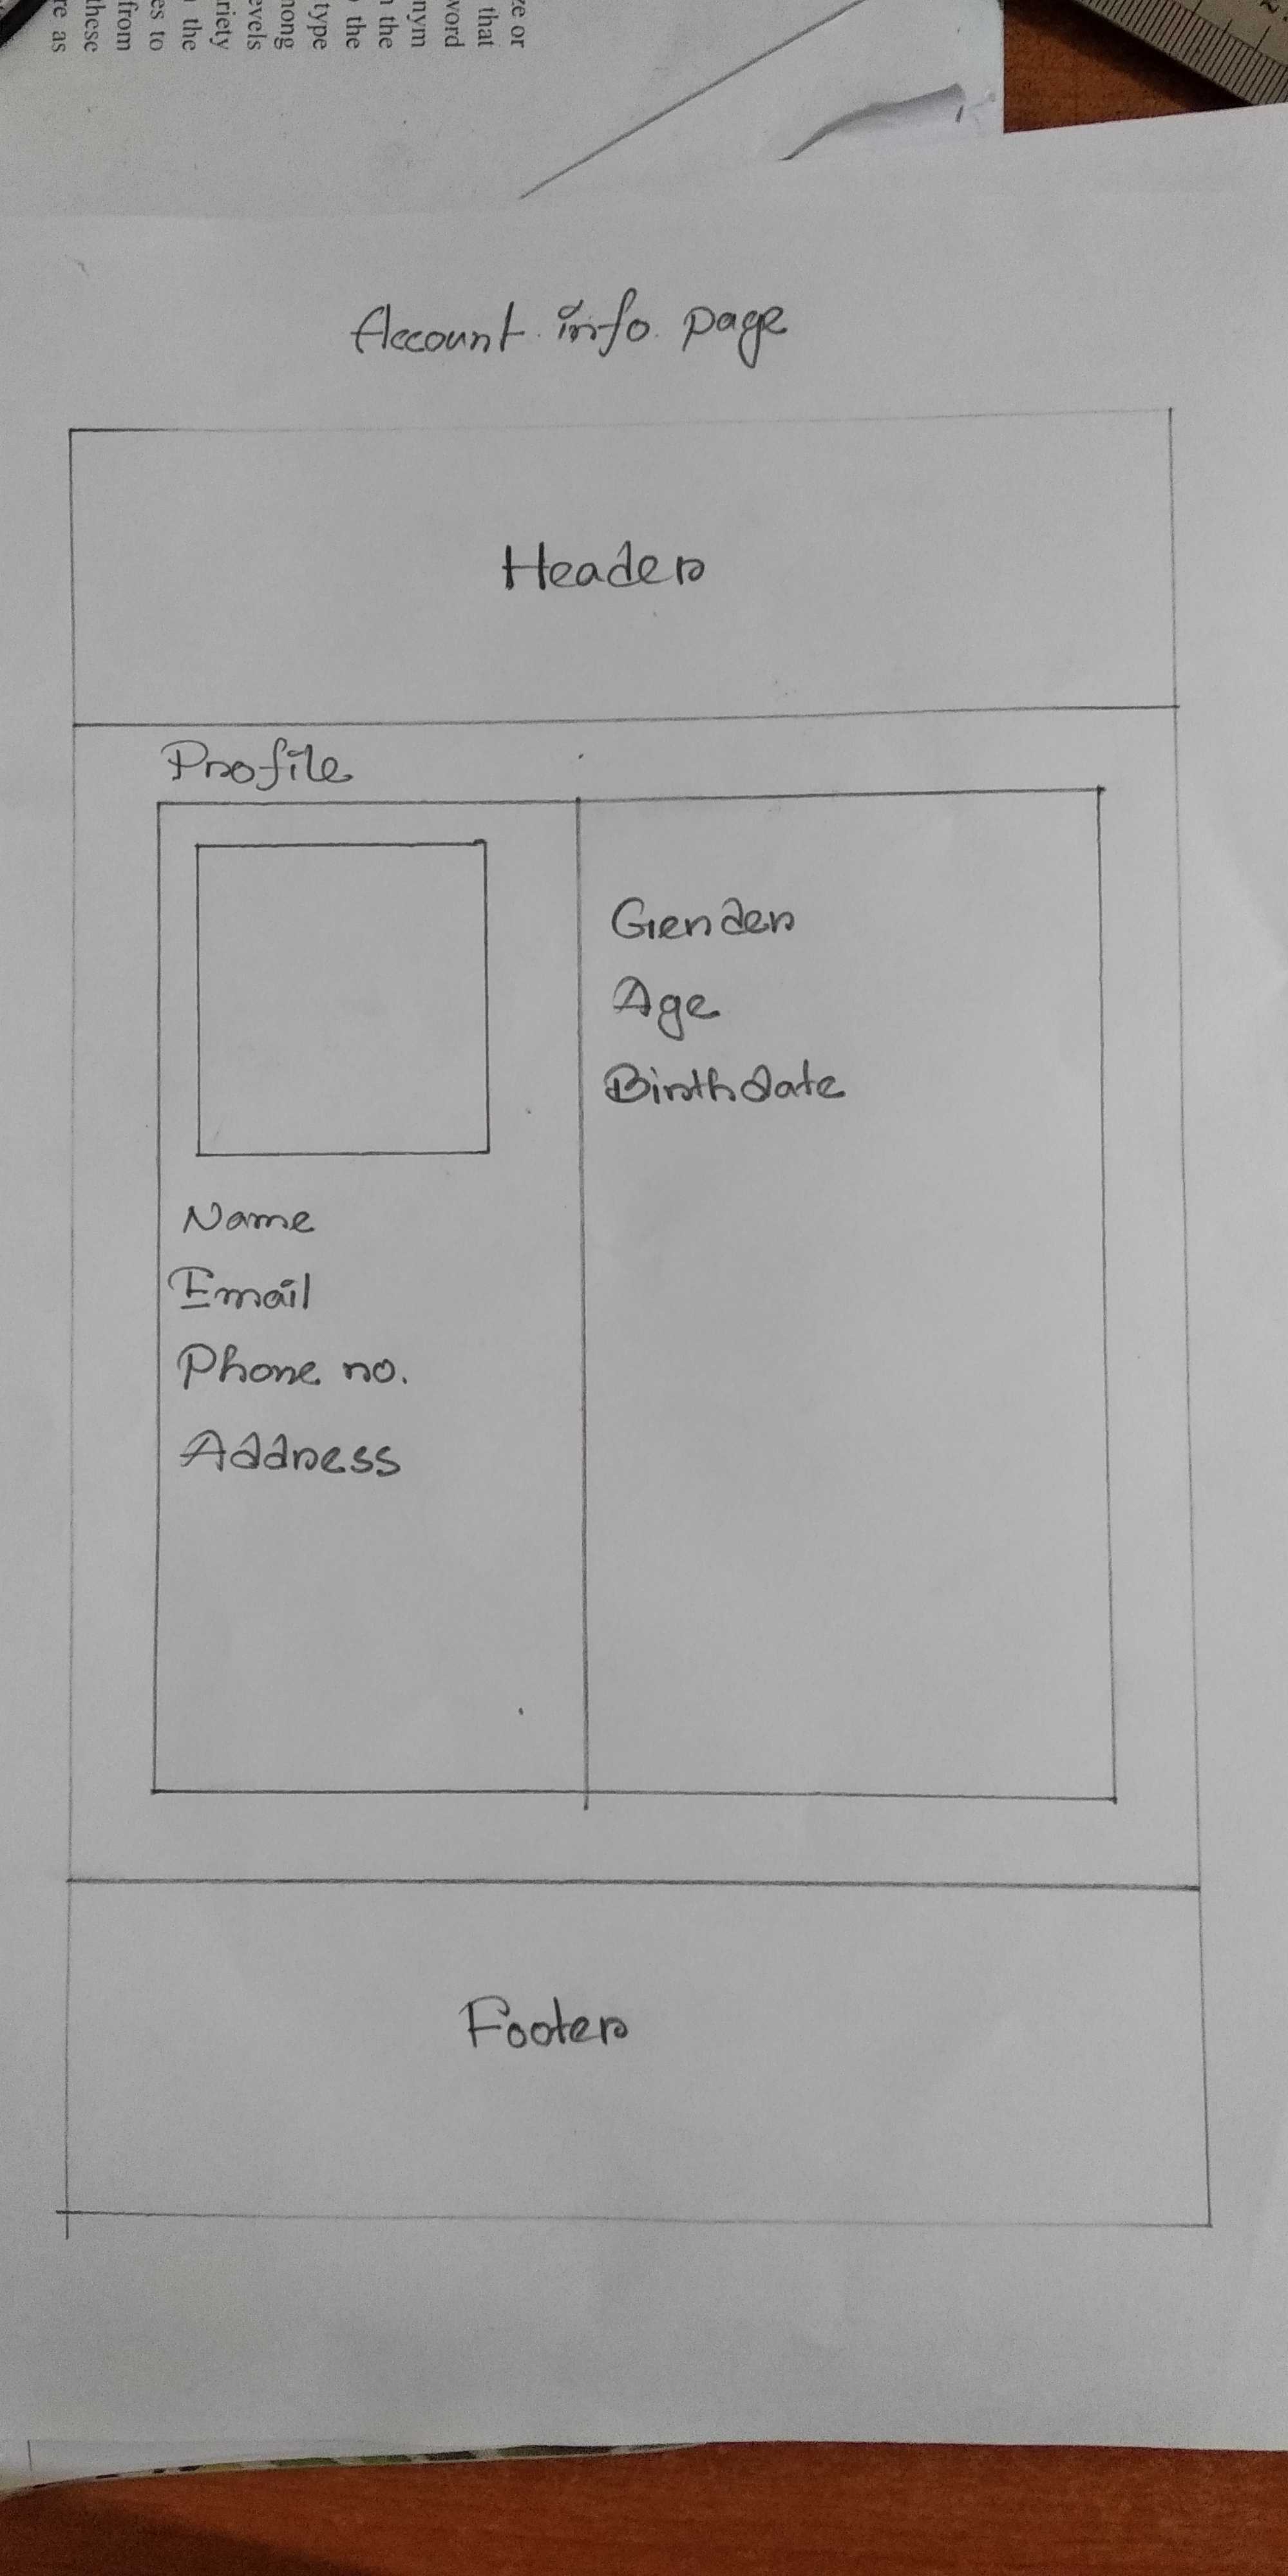 ze or
that
word
nym
the
the
type
nong
evels
riety
the
es to
from
these
re as
Account info page
Header
Profile
Gender
Age
Birthdate
Name
Email
Phone no.
Address
Footer